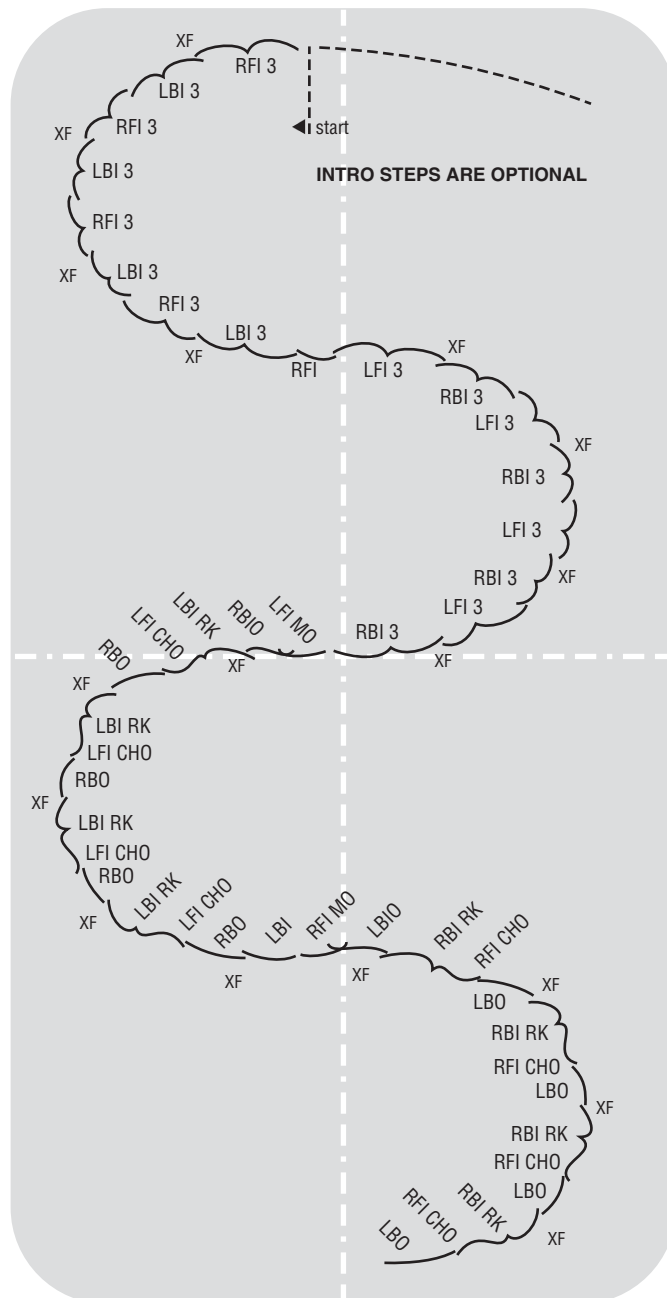 XF
RFI 3
LBI 3
start
RFI 3
XF
LBI 3
INTRO STEPS ARE OPTIONAL
RFI 3
XF
LBI 3
RFI 3
LBI 3
XF
RFI
LFI 3
XF
RBI 3
LFI 3
XF
RBI 3
LFI 3
RBI 3
XF
LFI 3
RBI 3
XF
LFI MO
RBIO
XF
LBI RK
LFI CHO
RBO
XF
LBI RK
LFI CHO
RBO
XF
LBI RK
LFI CHO
RBO
XF
LBI RK
LFI CHO
RBO
XF
LBI
RFI MO
XF
LBIO
RBI RK
RFI CHO
LBO
XF
RBI RK
RFI CHO
LBO
XF
RBI RK
RFI CHO
LBO
XF
RBI RK
RFI CHO
LBO